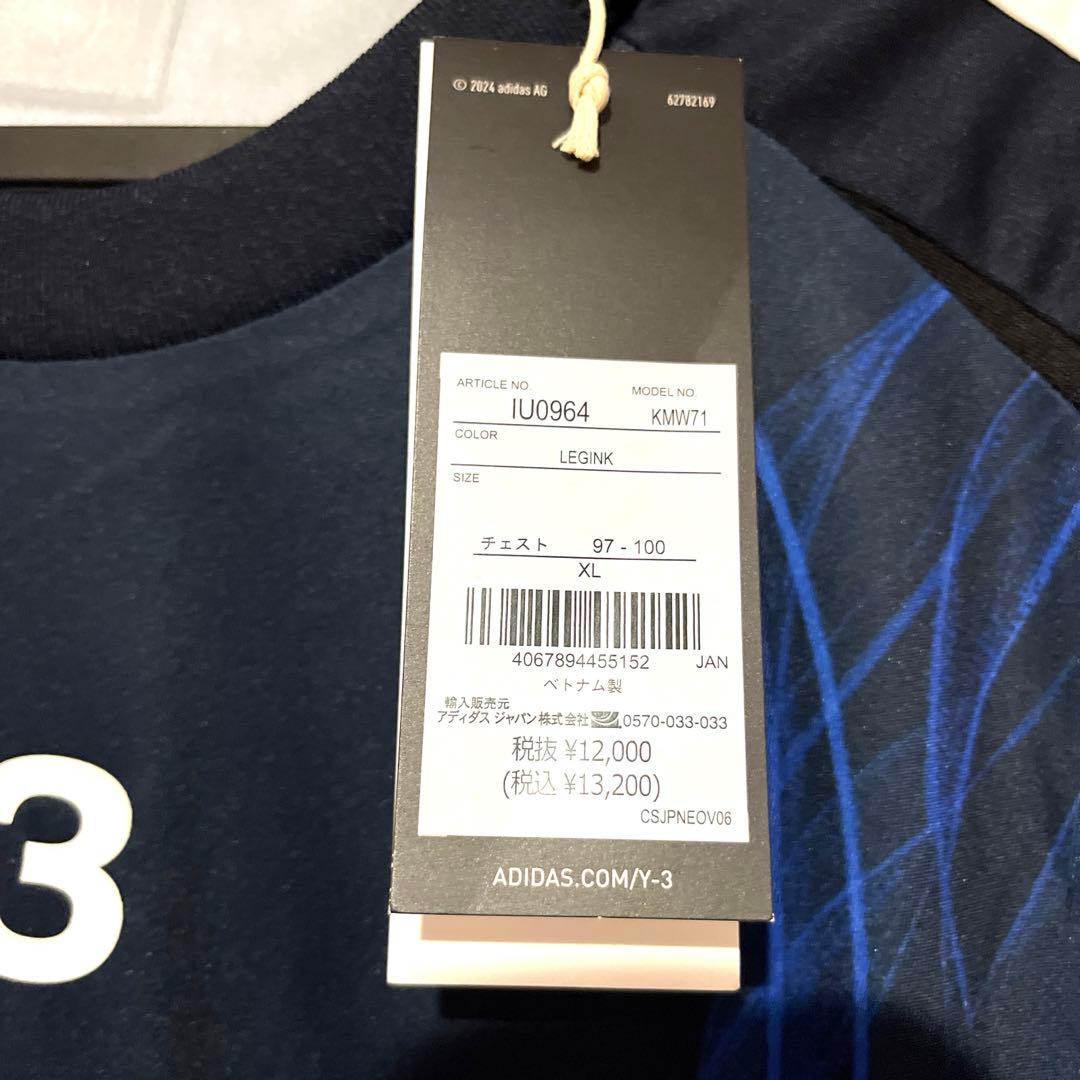 © 2024 adidas AG
62782169
ARTICLE NO.
MODEL NO.
IU0964
KMW71
COLOR
LEGINK
SIZE
チェスト 97 - 100
XL
4067894455152 JAN
ベトナム製
輸入販売元
アディダス ジャパン株式会社 0570-033-033
税抜 ¥12,000
(税込 ¥13,200)
CSJPNEOV06
ADIDAS.COM/Y-3
3